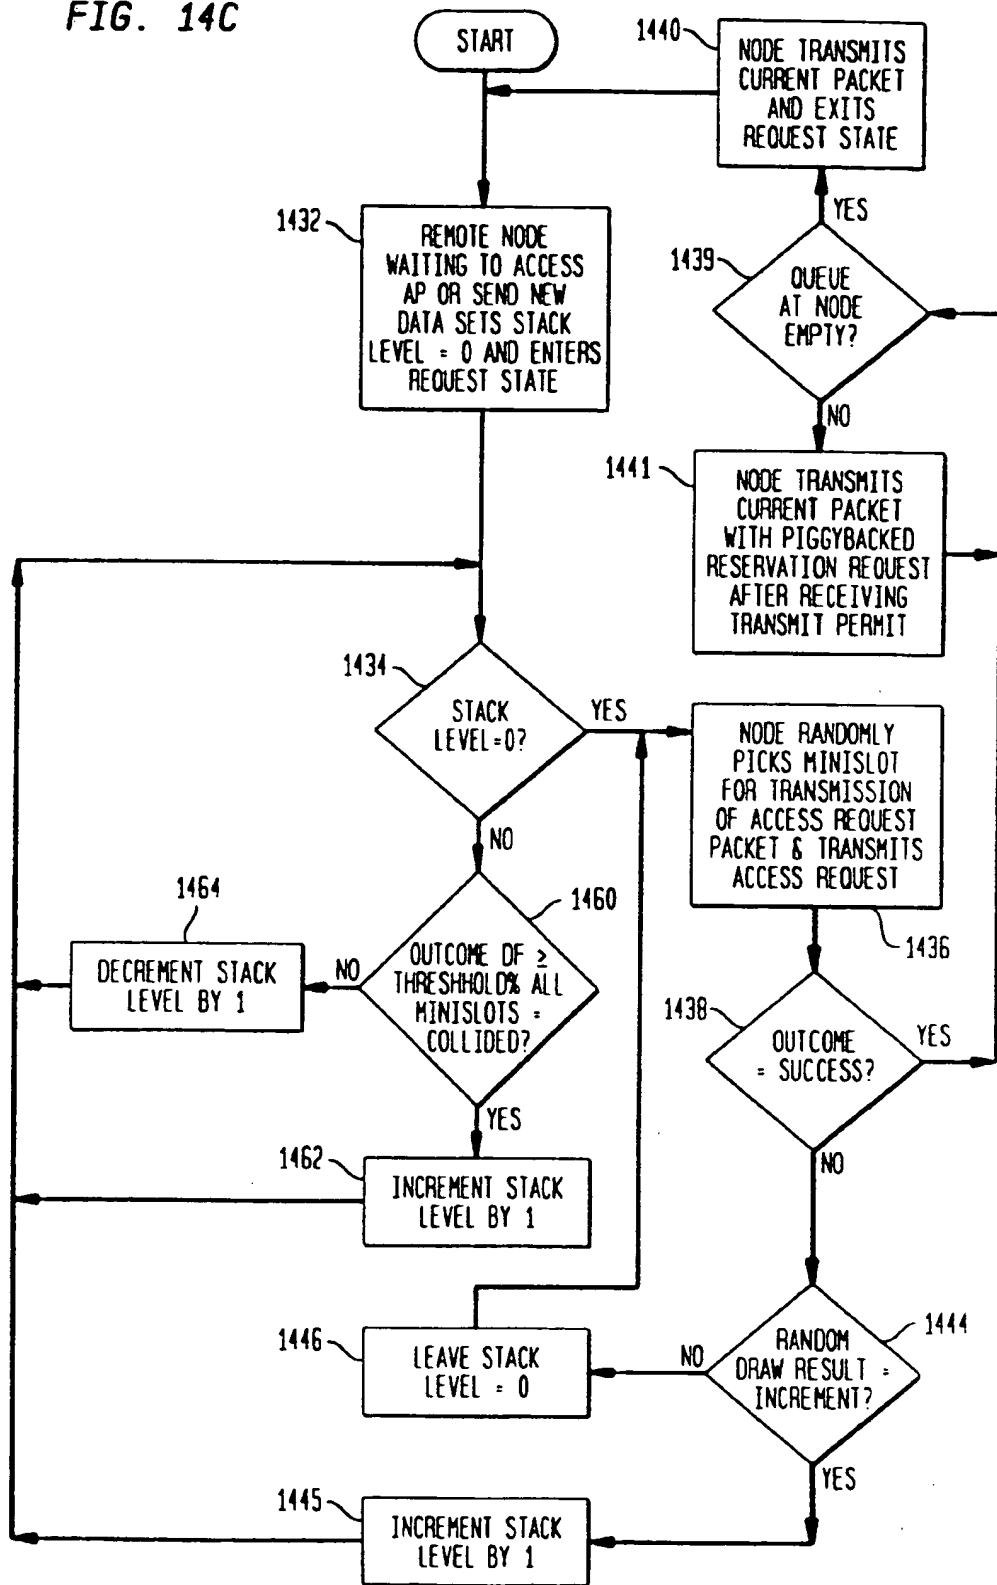 FIG. 14C
START
1440
NODE TRANSMITS
CURRENT PACKET
AND EXITS
REQUEST STATE
YES
1432
REMOTE NODE
WAITING TO ACCESS
AP OR SEND NEW
DATA SETS STACK
LEVEL = 0 AND ENTERS
REQUEST STATE
1439
QUEUE
AT NODE
EMPTY?
NO
1441
NODE TRANSMITS
CURRENT PACKET
WITH PIGGYBACKED
RESERVATION REQUEST
AFTER RECEIVING
TRANSMIT PERMIT
1434
STACK
LEVEL=0?
YES
NO
NODE RANDOMLY
PICKS MINISLOT
FOR TRANSMISSION
OF ACCESS REQUEST
PACKET & TRANSMITS
ACCESS REQUEST
1436
1464
DECREMENT STACK
LEVEL BY 1
NO
1460
OUTCOME OF ≥
THRESHHOLD% ALL
MINISLOTS =
COLLIDED?
YES
1438
OUTCOME
= SUCCESS?
YES
NO
1462
INCREMENT STACK
LEVEL BY 1
1446
LEAVE STACK
LEVEL = 0
NO
1444
RANDOM
DRAW RESULT =
INCREMENT?
YES
1445
INCREMENT STACK
LEVEL BY 1